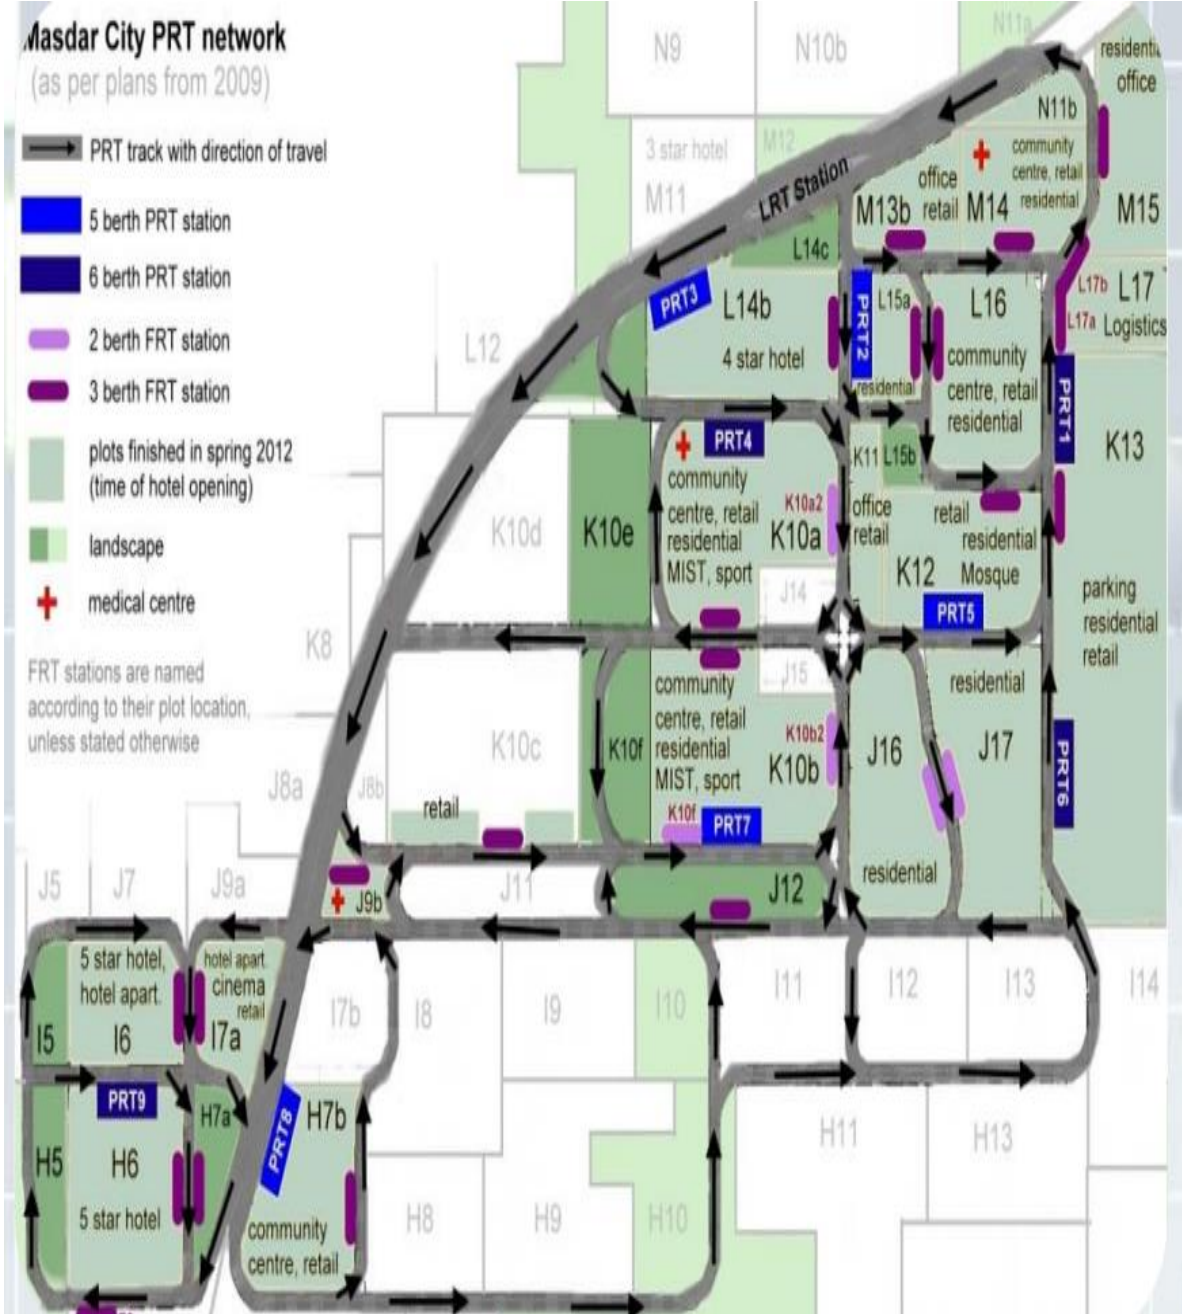 Masdar City PRT network
(as per plans from 2009)
PRT track with direction of travel
5 berth PRT station
6 berth PRT station
2 berth FRT station
3 berth FRT station
plots finished in spring 2012
(time of hotel opening)
landscape
medical centre
FRT stations are named
according to their plot location,
unless stated otherwise
N9
N10b
N11a
residential
office
N11b
3 star hotel
M11
M12
LRT Station
office
retail
M13b
community
centre, retail
residential
M14
M15
L14c
PRT3
L14b
4 star hotel
PRT2
L15a
residential
L16
community
centre, retail
residential
L17b
L17a
L17
Logistics
L12
PRT4
community
centre, retail
residential
MIST, sport
K10a2
K10a
K11
office
retail
L15b
PRT1
K13
retail
residential
K12
Mosque
PRT5
K10d
K10e
J14
J15
parking
residential
retail
K8
K10c
K10f
community
centre, retail
residential
MIST, sport
K10b2
K10b
K10f
PRT7
J16
residential
residential
J17
PRT6
J8a
J8b
retail
J5
J7
J9a
J9b
J11
J12
5 star hotel,
hotel apart.
hotel apart.
cinema
retail
I5
I6
I7a
I7b
I8
I9
I10
I11
I12
I13
I14
PRT9
H7a
PRT8
H7b
H5
H6
5 star hotel
community
centre, retail
H8
H9
H10
H11
H13